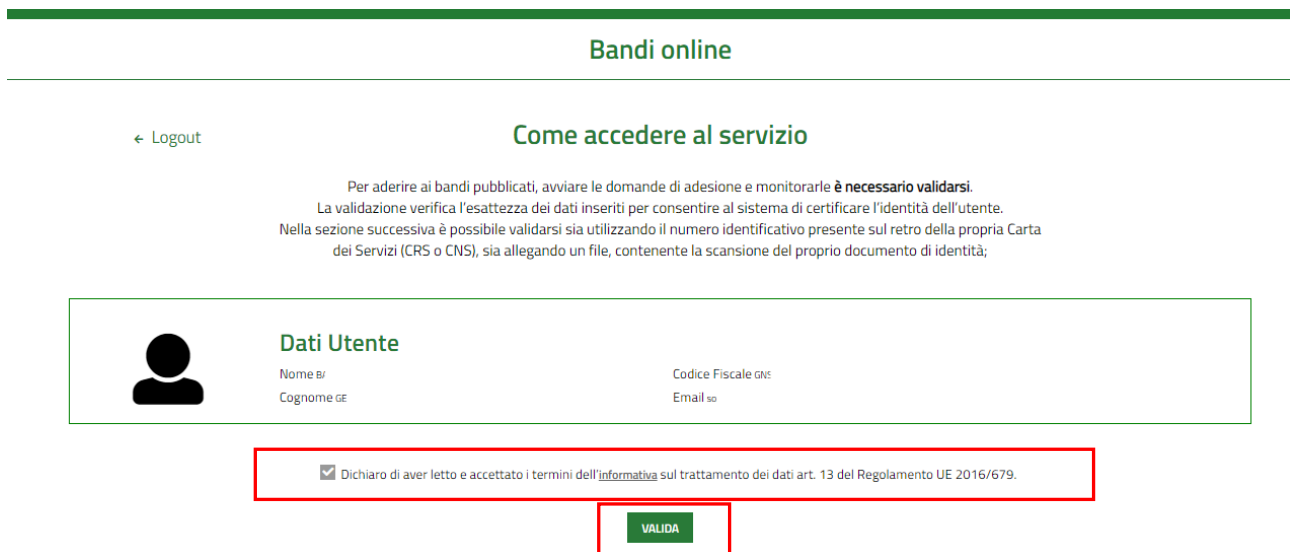 Bandi online
← Logout
Come accedere al servizio
Per aderire ai bandi pubblicati, avviare le domande di adesione e monitorarle è necessario validarsi.
La validazione verifica l'esattezza dei dati inseriti per consentire al sistema di certificare l'identità dell'utente.
Nella sezione successiva è possibile validarsi sia utilizzando il numero identificativo presente sul retro della propria Carta
dei Servizi (CRS o CNS), sia allegando un file, contenente la scansione del proprio documento di identità;
Dati Utente
Nome
Codice Fiscale GNS
Cognome GE
Email so
Dichiaro di aver letto e accettato i termini dell'informativa sul trattamento dei dati art. 13 del Regolamento UE 2016/679.
VALIDA